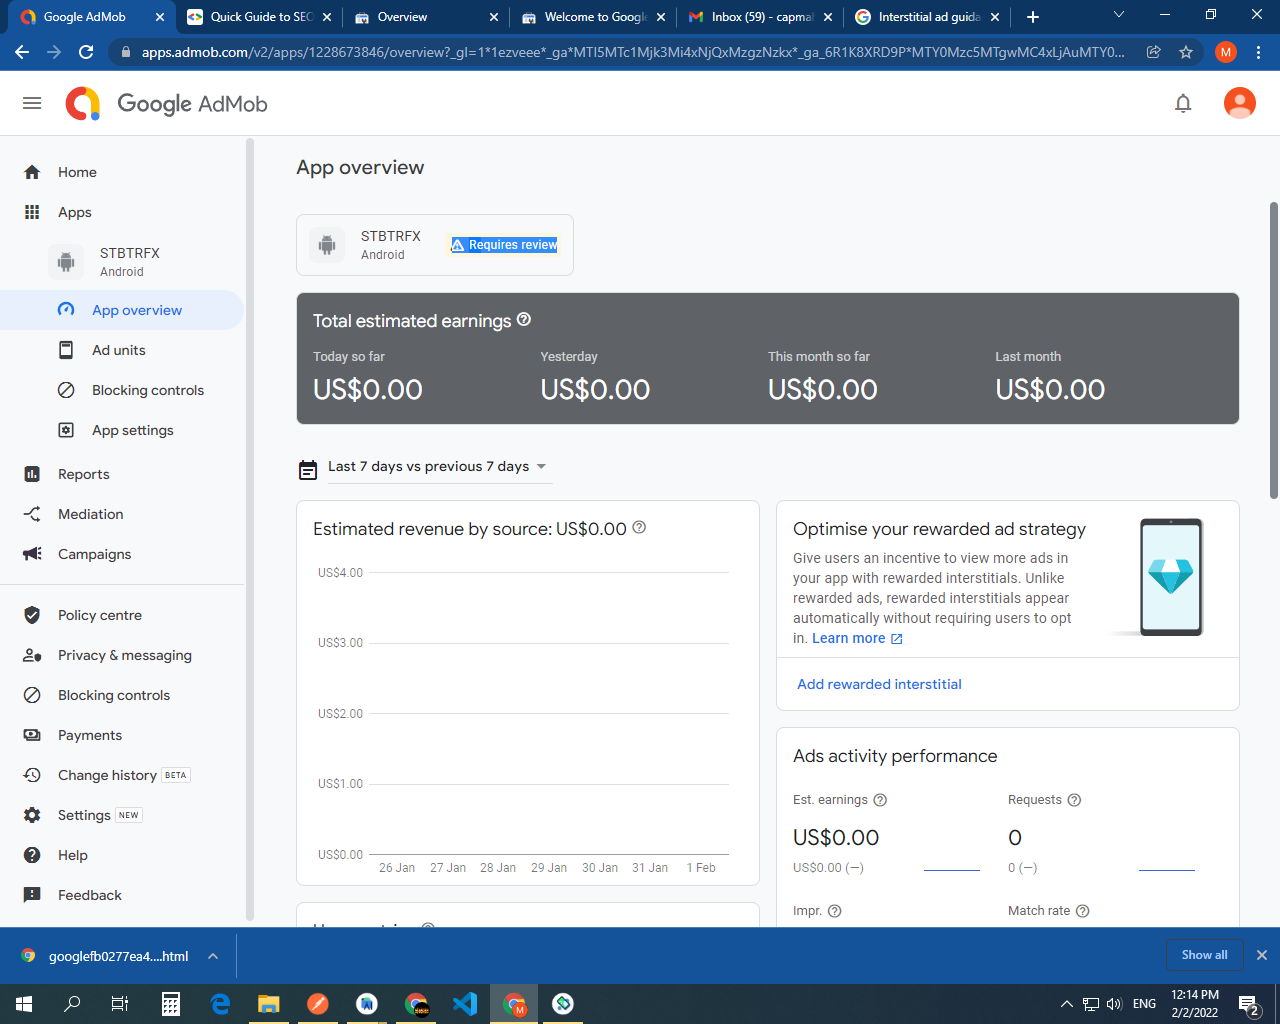 Google AdMob
Quick Guide to SEO
Overview
Welcome to Google
Inbox (59) - capmal
Interstitial ad guida
apps.admob.com/v2/apps/1228673846/overview?_gl=1*1ezveee*_ga*MTI5MTc1Mjk3Mi4xNjQxMzgzNzkx*_ga_6R1K8XRD9P*MTY0Mzc5MTgwMC4xLjAuMTY0...
M
Google AdMob
Home
Apps
STBTRFX
Android
App overview
Ad units
Blocking controls
App settings
Reports
Mediation
Campaigns
Policy centre
Privacy & messaging
Blocking controls
Payments
Change history BETA
Settings NEW
Help
Feedback
App overview
STBTRFX
Android
Requires review
Total estimated earnings
Today so far
US$0.00
Yesterday
US$0.00
This month so far
US$0.00
Last month
US$0.00
Last 7 days vs previous 7 days
Estimated revenue by source: US$0.00
US$4.00
US$3.00
US$2.00
US$1.00
US$0.00
26 Jan 27 Jan 28 Jan 29 Jan 30 Jan 31 Jan 1 Feb
Optimise your rewarded ad strategy
Give users an incentive to view more ads in
your app with rewarded interstitials. Unlike
rewarded ads, rewarded interstitials appear
automatically without requiring users to opt
in. Learn more
Add rewarded interstitial
Ads activity performance
Est. earnings
US$0.00
US$0.00 (—)
Requests
0
0 (—)
Impr.
Match rate
googlefb0277ea4....html
Show all
ENG
12:14 PM
2/2/2022
2